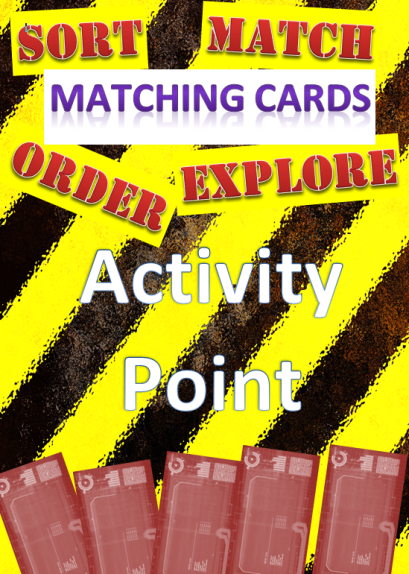 SORT MATCH
MATCHING CARDS
ORDER EXPLORE
Activity
Point